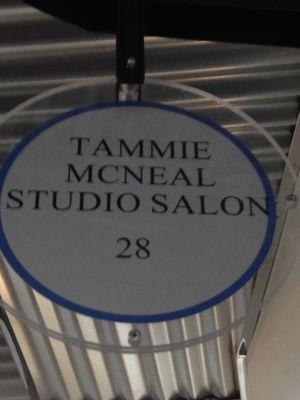 TAMMIE
MCNEAL
STUDIO SALON
28